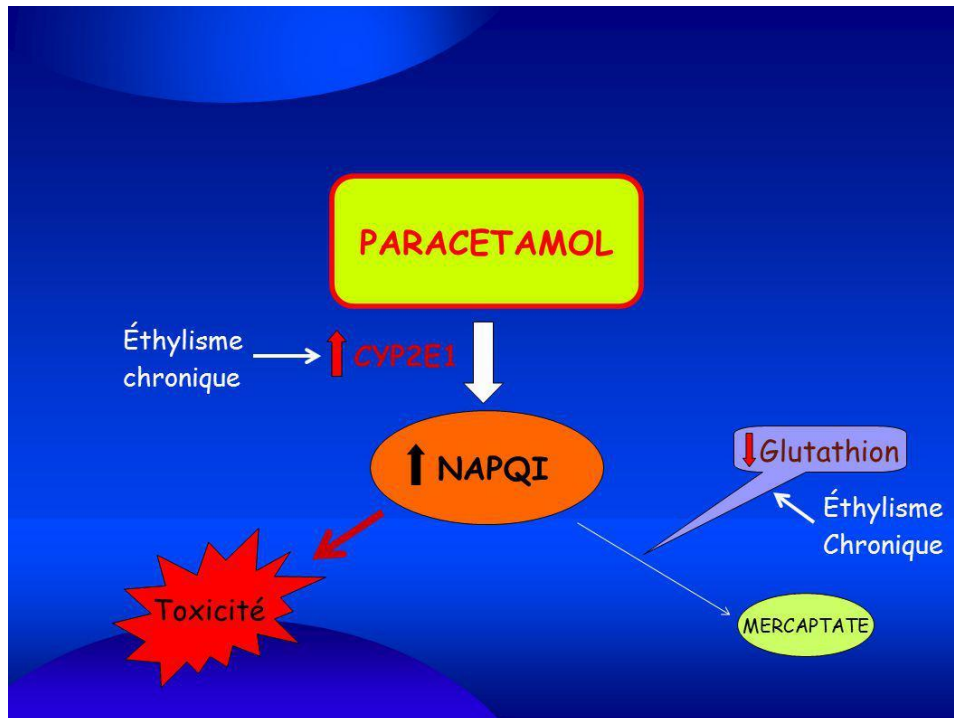 PARACETAMOL
Éthylisme
chronique
CYP2E1
NAPQI
Glutathion
Éthylisme
Chronique
Toxicité
MERCAPTATE